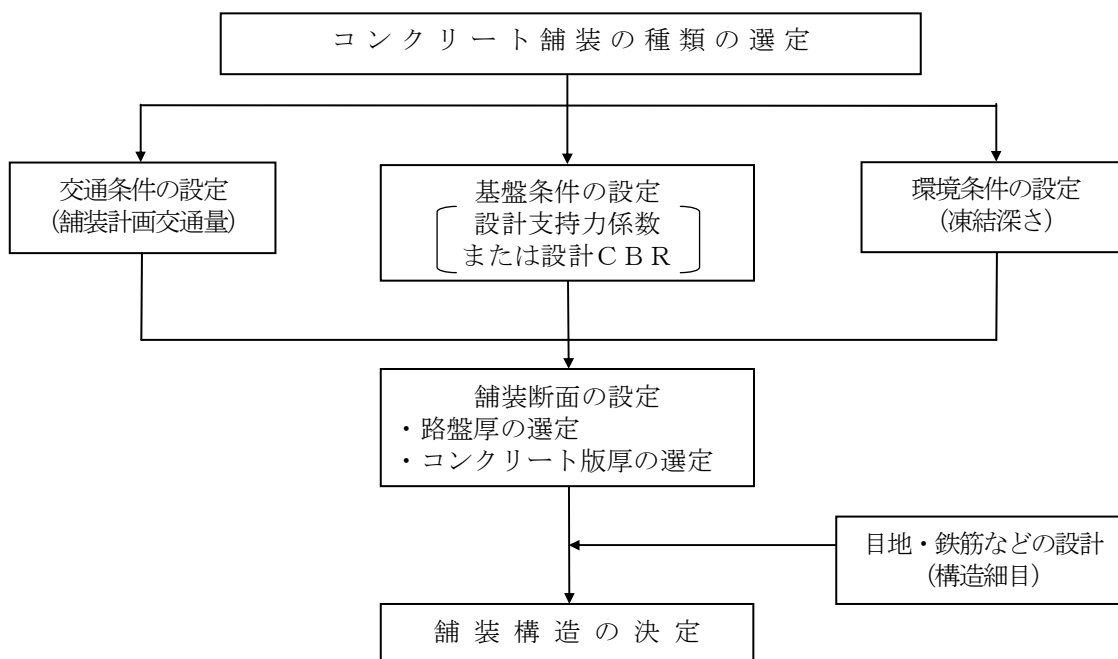 コンクリート舗装の種類の選定
交通条件の設定
(舗装計画交通量)
基盤条件の設定
設計支持力係数
または設計ＣＢＲ
環境条件の設定
(凍結深さ)
舗装断面の設定
・路盤厚の選定
・コンクリート版厚の選定
目地・鉄筋などの設計
(構造細目)
舗装構造の決定